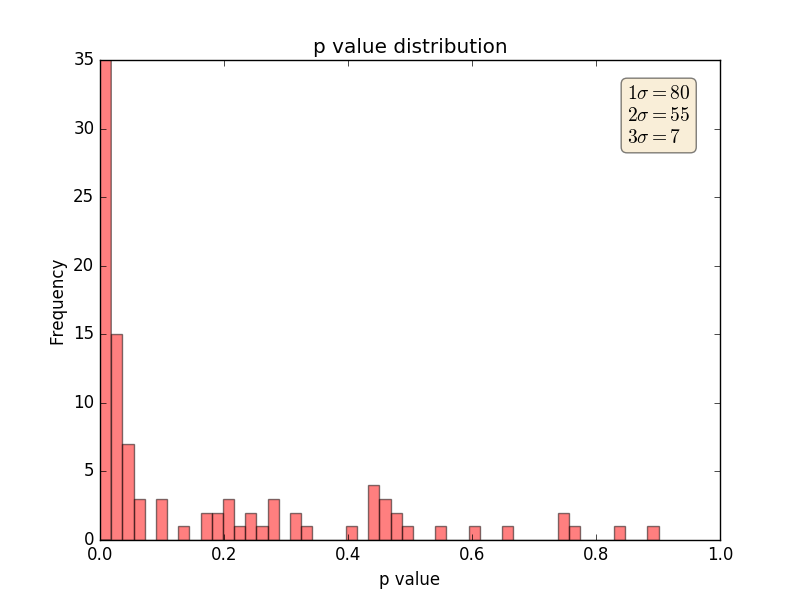 p value distribution
1σ = 80
2σ = 55
3σ = 7
35
30
25
20
15
10
5
0
Frequency
0.0 0.2 0.4 0.6 0.8 1.0
p value